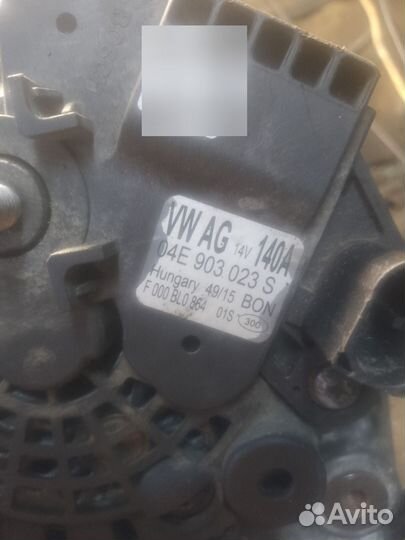 VW AG 14V 140A
04E 903 023 S
Hungary 49/15 BON
F 000 BL0 864 01S 300
Avito